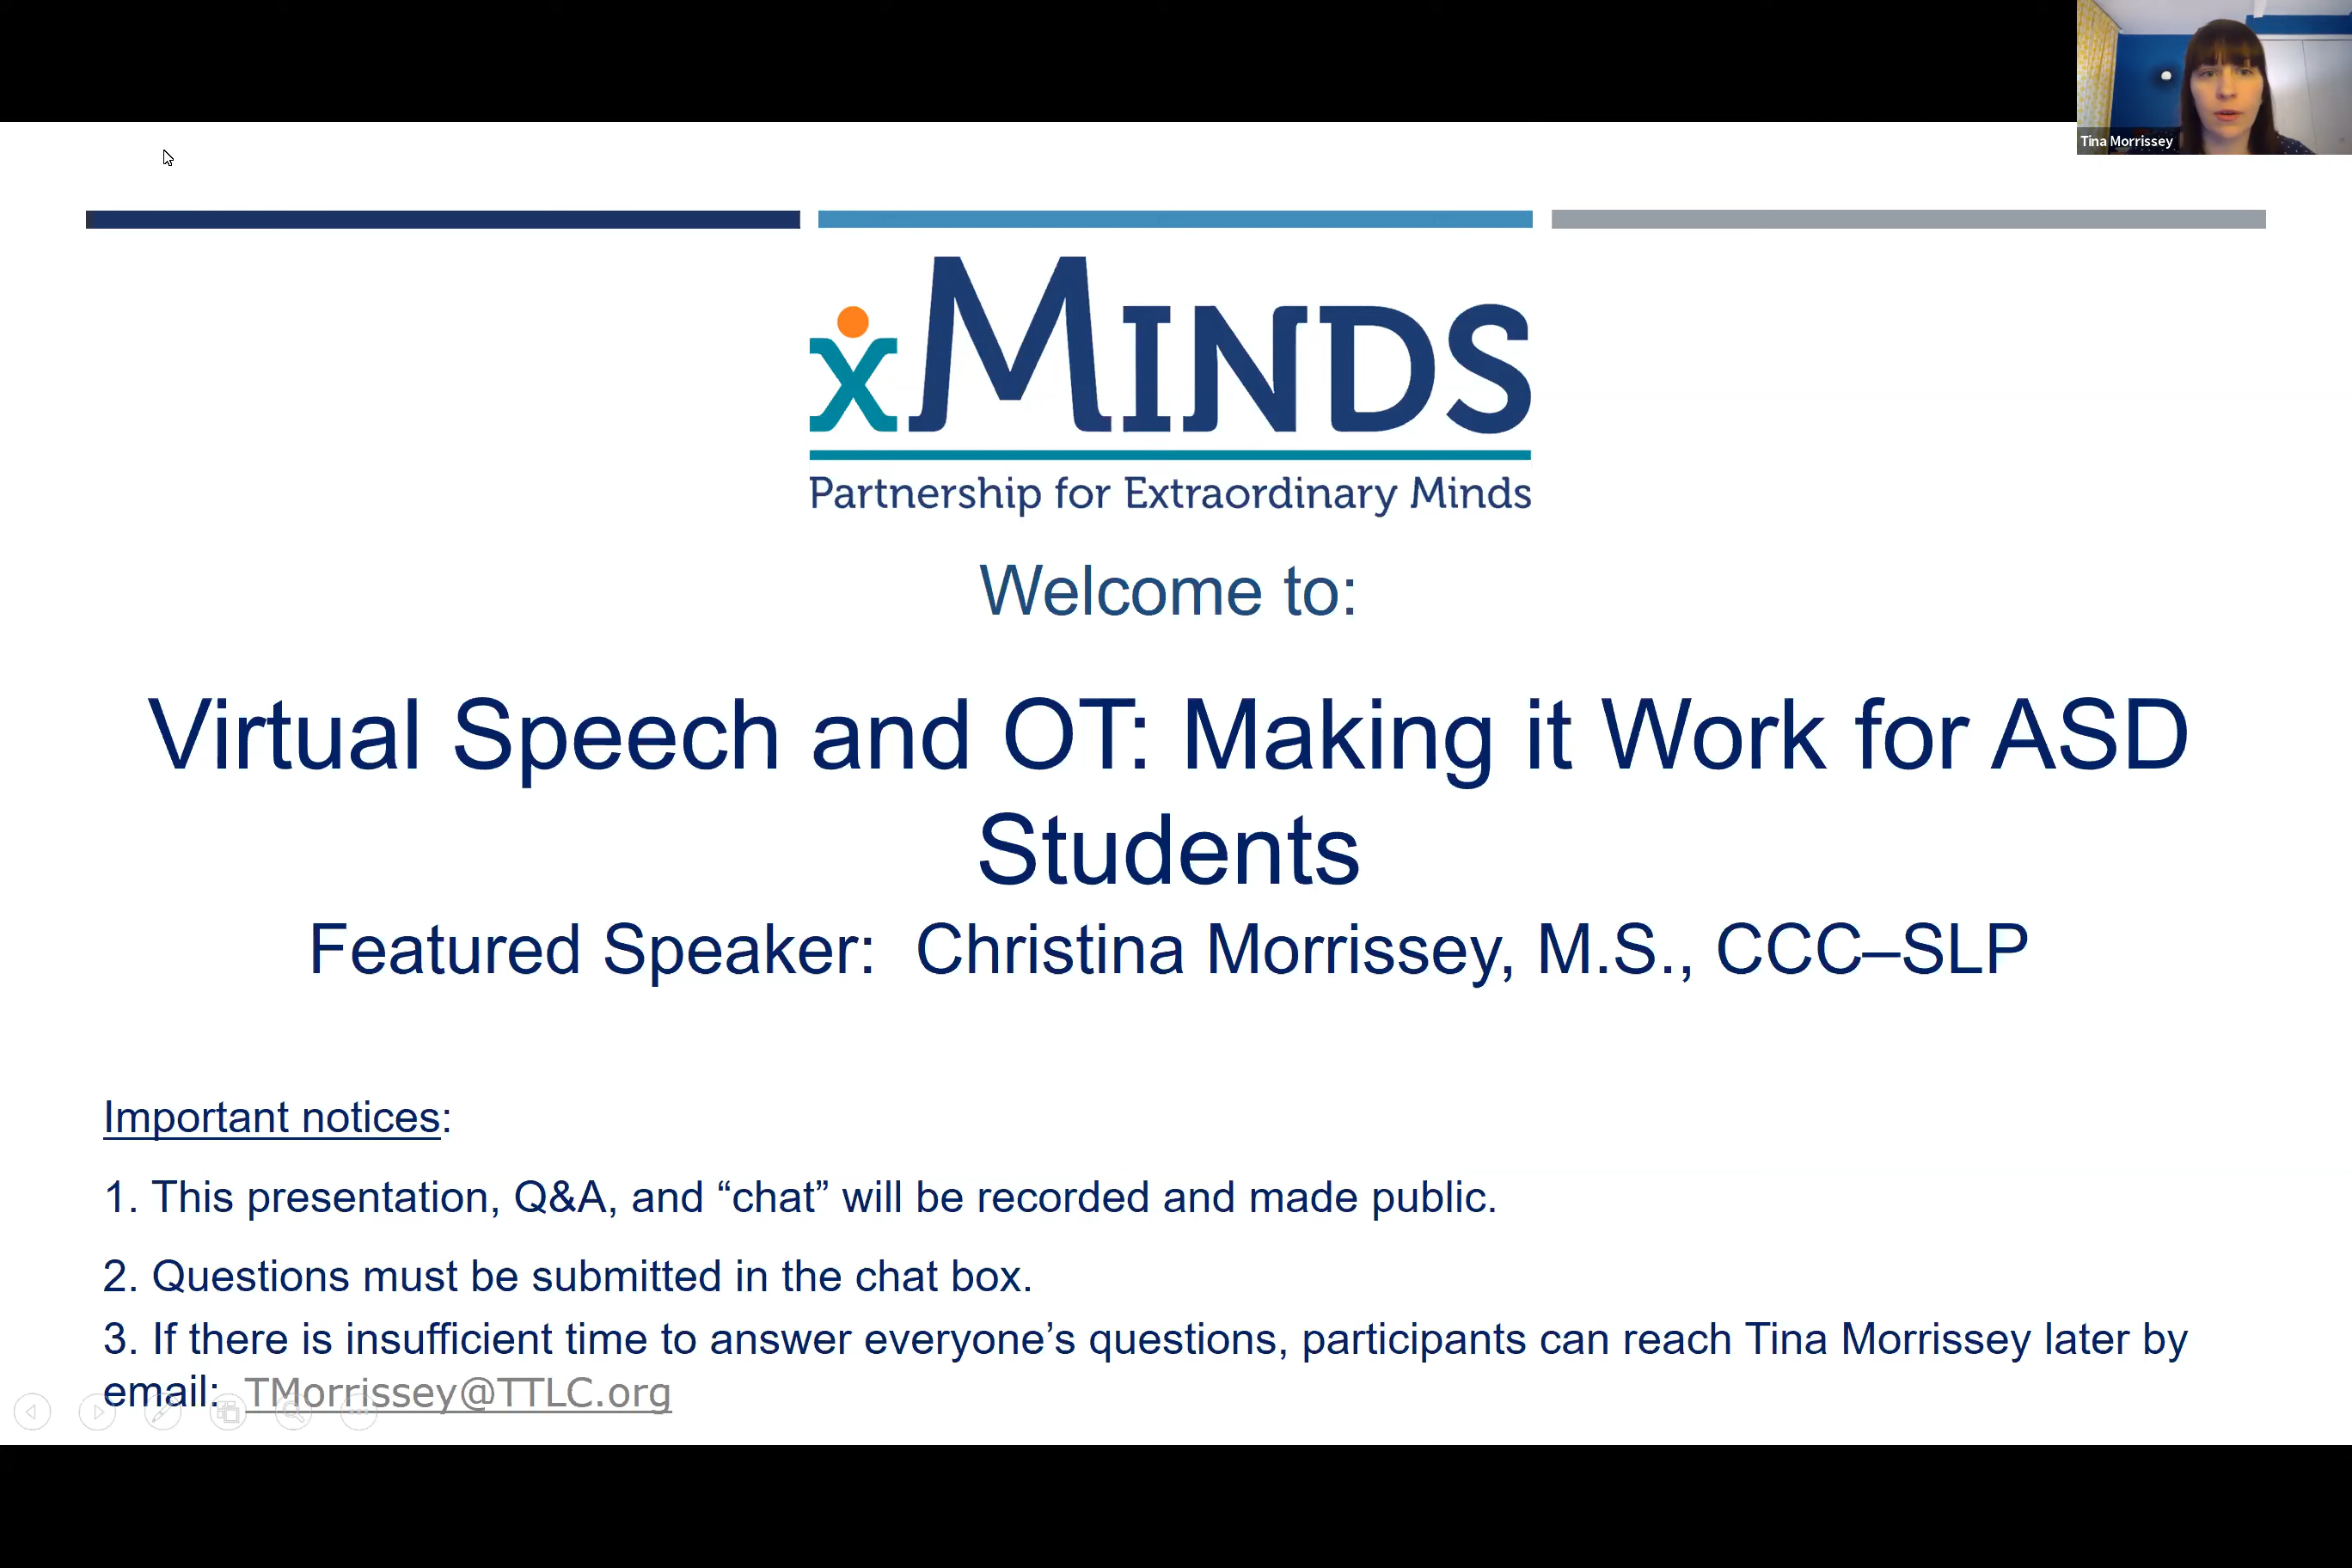 Tina Morrissey
xMINDS
Partnership for Extraordinary Minds
Welcome to:
Virtual Speech and OT: Making it Work for ASD
Students
Featured Speaker:  Christina Morrissey, M.S., CCC–SLP
Important notices:
1. This presentation, Q&A, and “chat” will be recorded and made public.
2. Questions must be submitted in the chat box.
3. If there is insufficient time to answer everyone’s questions, participants can reach Tina Morrissey later by
email:  TMorrissey@TTLC.org